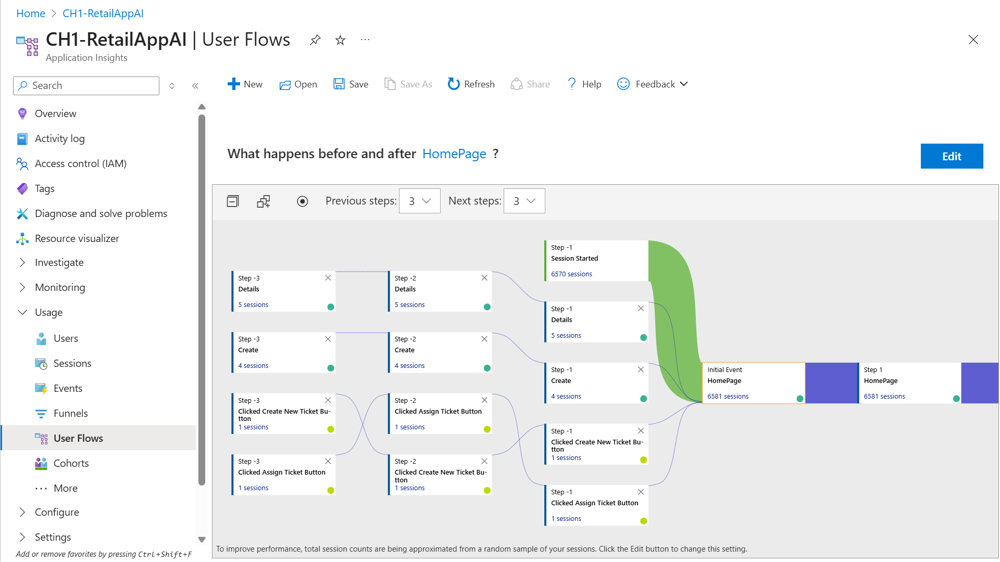 Home > CH1-RetailAppAI
CH1-RetailAppAI | User Flows
Application Insights
Search
New
Open
Save
Save As
Refresh
Share
Help
Feedback
Overview
Activity log
Access control (IAM)
Tags
Diagnose and solve problems
Resource visualizer
Investigate
Monitoring
Usage
Users
Sessions
Events
Funnels
User Flows
Cohorts
More
Configure
Settings
Add or remove favorites by pressing Ctrl+Shift+F
What happens before and after HomePage ?
Edit
Previous steps: 3
Next steps: 3
Step -3
Details
5 sessions
Step -3
Create
4 sessions
Step -3
Clicked Create New Ticket Bu-
tton
1 sessions
Step -3
Clicked Assign Ticket Button
1 sessions
Step -2
Details
5 sessions
Step -2
Create
4 sessions
Step -2
Clicked Assign Ticket Button
1 sessions
Step -2
Clicked Create New Ticket Bu-
tton
1 sessions
Step -1
Session Started
6570 sessions
Step -1
Details
5 sessions
Step -1
Create
4 sessions
Step -1
Clicked Create New Ticket Bu-
tton
1 sessions
Step -1
Clicked Assign Ticket Button
1 sessions
Initial Event
HomePage
6581 sessions
Step 1
HomePage
6581 sessions
To improve performance, total session counts are being approximated from a random sample of your sessions. Click the Edit button to change this setting.